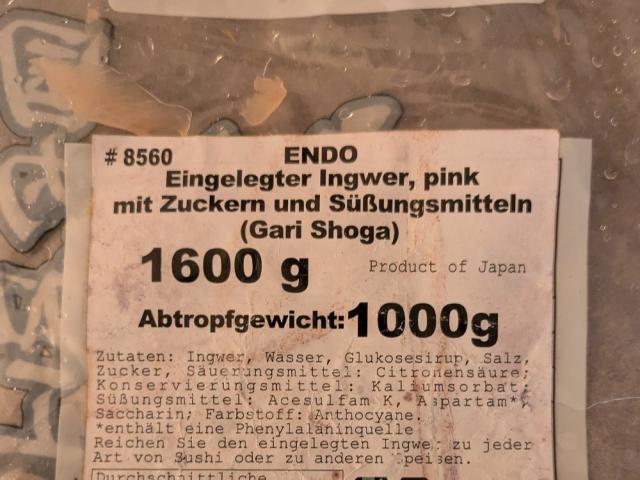 # 8560 ENDO
Eingelegter Ingwer, pink
mit Zuckern und Süßungsmitteln
(Gari Shoga)
1600 g Product of Japan
Abtropfgewicht:1000g
Zutaten: Ingwer, Wasser, Glukosesirup, Salz,
Zucker, Säuerungsmittel: Citronensäure;
Konservierungsmittel: Kaliumsorbat;
Süßungsmittel: Acesulfam K, Aspartam*,
Saccharin; Farbstoff: Anthocyane.
*enthält eine Phenylalaninquelle
Reichen Sie den eingelegten Ingwer zu jeder
Art von Sushi oder zu anderen Speisen.
Durchschnittliche